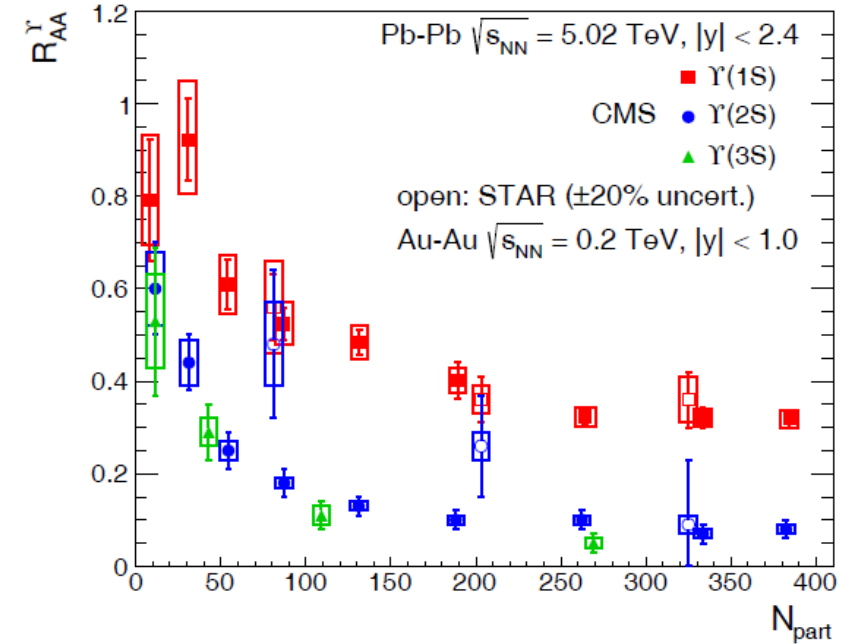 R_AA^ϒ
1.2
1
0.8
0.6
0.4
0.2
0
Pb-Pb √s_NN = 5.02 TeV, |y| < 2.4
ϒ(1S)
CMS ϒ(2S)
ϒ(3S)
open: STAR (±20% uncert.)
Au-Au √s_NN = 0.2 TeV, |y| < 1.0
0 50 100 150 200 250 300 350 400
N_part